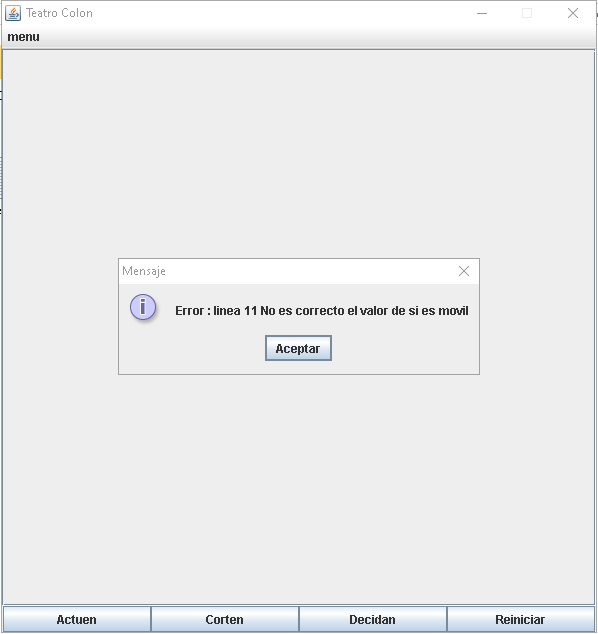 Teatro Colon
menu
Mensaje
Error : linea 11 No es correcto el valor de si es movil
Aceptar
Actuen
Corten
Decidan
Reiniciar